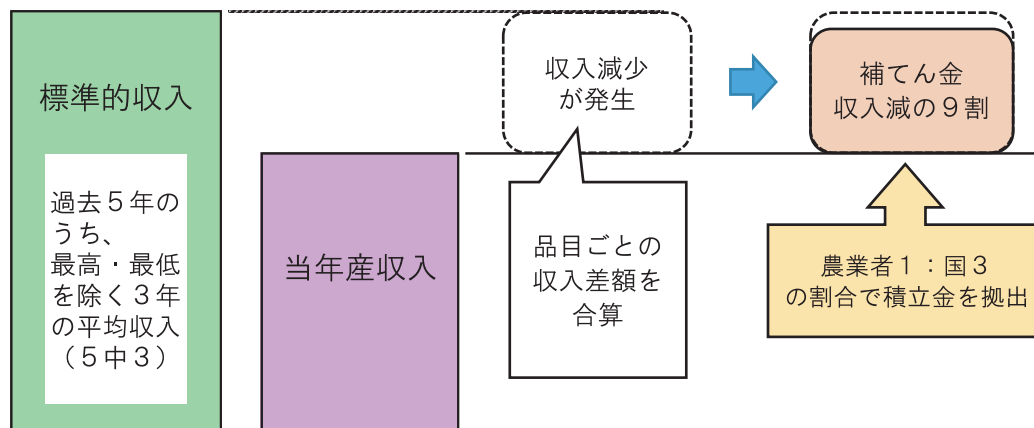 標準的収入
過去５年の
うち、
最高・最低
を除く３年
の平均収入
（５中３）
当年産収入
収入減少
が発生
品目ごとの
収入差額を
合算
補てん金
収入減の９割
農業者１：国３
の割合で積立金を拠出